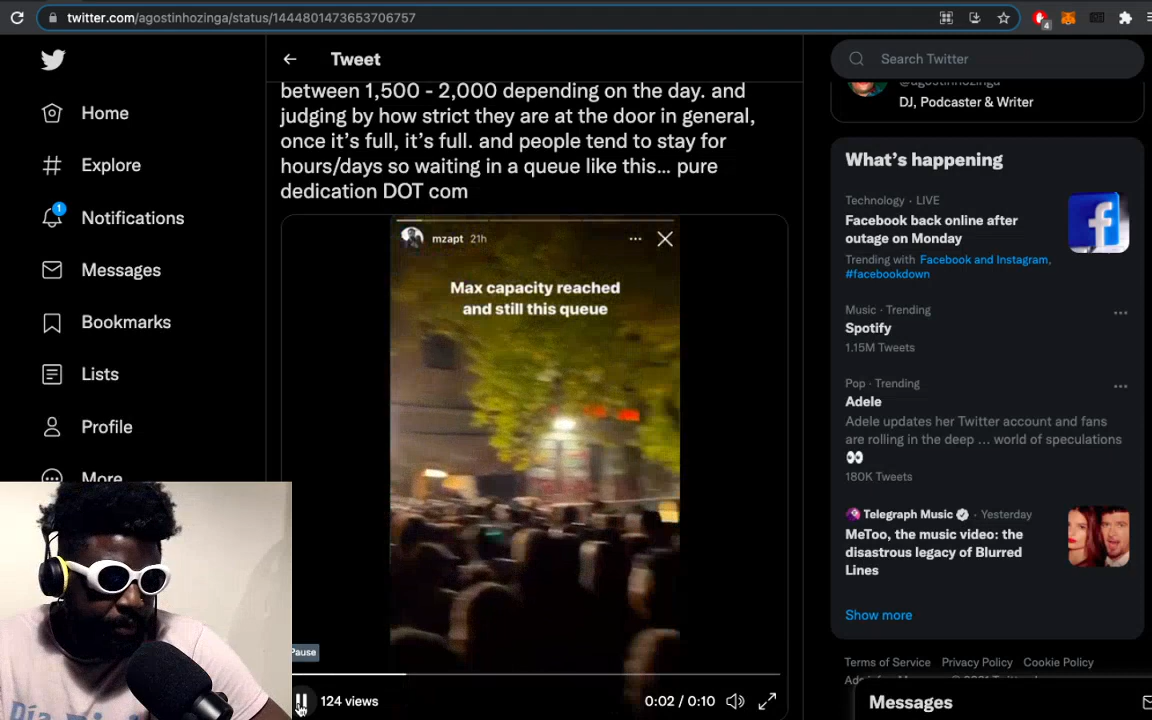 twitter.com/agostinhozinga/status/1444801473653706757
4
Tweet
Search Twitter
Home
Explore
1
Notifications
Messages
Bookmarks
Lists
Profile
More
between 1,500 - 2,000 depending on the day. and
judging by how strict they are at the door in general,
once it's full, it's full. and people tend to stay for
hours/days so waiting in a queue like this... pure
dedication DOT com
mzapt 21h
Max capacity reached
and still this queue
Pause
124 views
0:02 / 0:10
@agostinhozinga
DJ, Podcaster & Writer
What's happening
Technology · LIVE
Facebook back online after
outage on Monday
Trending with Facebook and Instagram,
#facebookdown
Music · Trending
Spotify
1.15M Tweets
Pop · Trending
Adele
Adele updates her Twitter account and fans
are rolling in the deep ... world of speculations
👀
180K Tweets
Telegraph Music · Yesterday
MeToo, the music video: the
disastrous legacy of Blurred
Lines
Show more
Terms of Service Privacy Policy Cookie Policy
Messages
Día